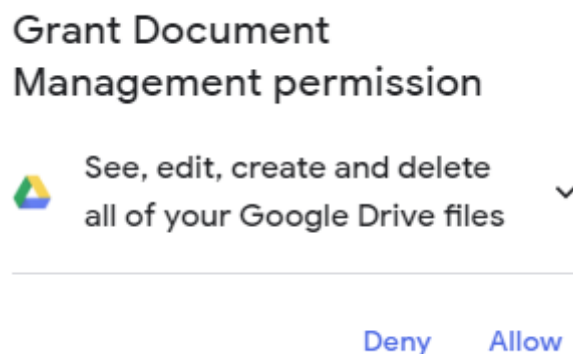 Grant Document
Management permission
See, edit, create and delete
all of your Google Drive files
Deny Allow